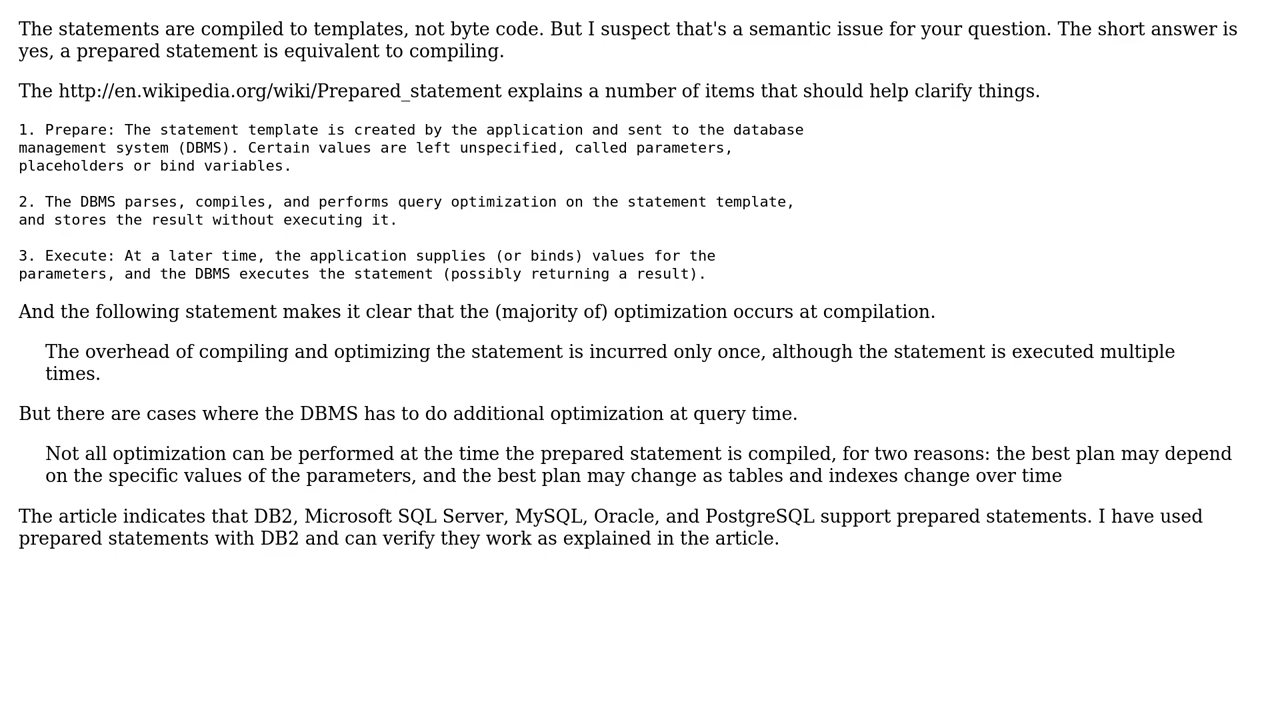 The statements are compiled to templates, not byte code. But I suspect that's a semantic issue for your question. The short answer is
yes, a prepared statement is equivalent to compiling.
The http://en.wikipedia.org/wiki/Prepared_statement explains a number of items that should help clarify things.
1. Prepare: The statement template is created by the application and sent to the database
management system (DBMS). Certain values are left unspecified, called parameters,
placeholders or bind variables.
2. The DBMS parses, compiles, and performs query optimization on the statement template,
and stores the result without executing it.
3. Execute: At a later time, the application supplies (or binds) values for the
parameters, and the DBMS executes the statement (possibly returning a result).
And the following statement makes it clear that the (majority of) optimization occurs at compilation.
The overhead of compiling and optimizing the statement is incurred only once, although the statement is executed multiple
times.
But there are cases where the DBMS has to do additional optimization at query time.
Not all optimization can be performed at the time the prepared statement is compiled, for two reasons: the best plan may depend
on the specific values of the parameters, and the best plan may change as tables and indexes change over time
The article indicates that DB2, Microsoft SQL Server, MySQL, Oracle, and PostgreSQL support prepared statements. I have used
prepared statements with DB2 and can verify they work as explained in the article.